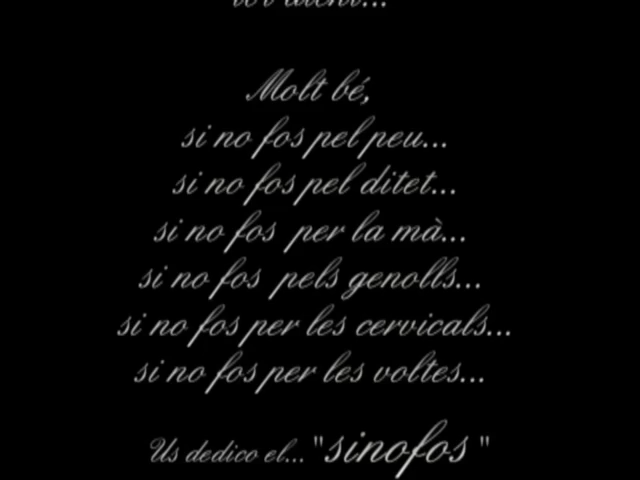 Molt bé,
si no fos pel peu...
si no fos pel ditet...
si no fos per la mà...
si no fos pels genolls...
si no fos per les cervicals...
si no fos per les voltes...
Us dedico el... "sinofos"